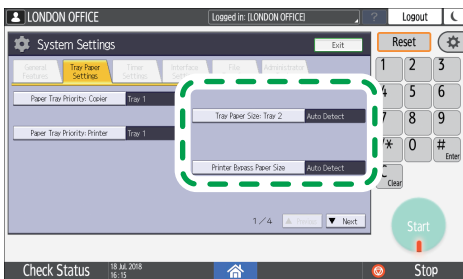 LONDON OFFICE
Logged in: [LONDON OFFICE]
?
Logout
System Settings
Exit
Reset
General Features
Tray Paper Settings
Timer Settings
Interface
File
Administrator
1 2 3
Paper Tray Priority: Copier
Tray 1
4 5 6
Tray Paper Size: Tray 2
Auto Detect
7 8 9
Paper Tray Priority: Printer
Tray 1
* 0 #
Enter
Printer Bypass Paper Size
Auto Detect
C
Clear
1/4
▲ Previous
▼ Next
Start
Check Status
18 Jul. 2018
16:15
Stop